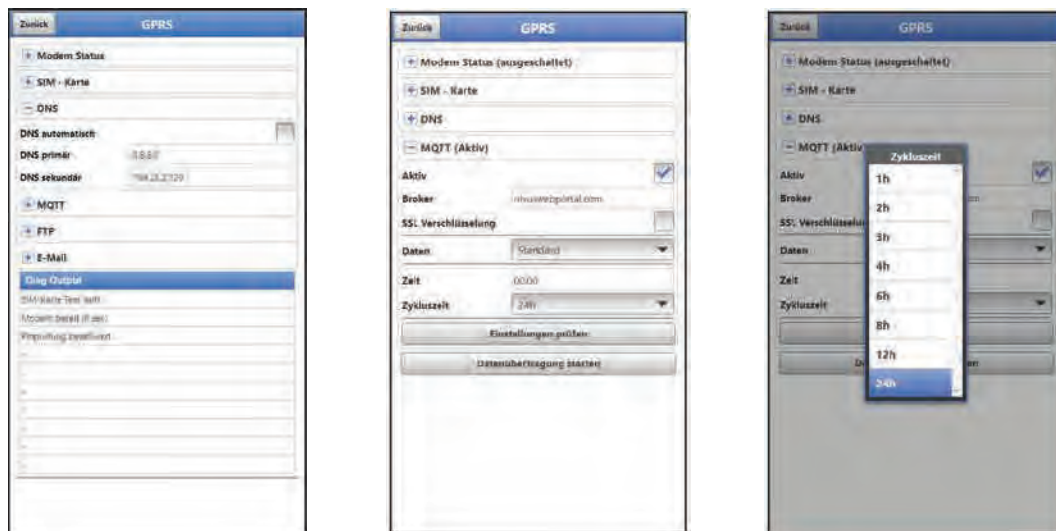 Zurück GPRS
+ Modem Status
+ SIM - Karte
− DNS
DNS automatisch
DNS primär
DNS sekundär
+ MQTT
+ FTP
+ E-Mail
Diag Output
Zurück GPRS
+ Modem Status (ausgeschaltet)
+ SIM - Karte
+ DNS
− MQTT (Aktiv)
Aktiv
Broker nivuswebportal.com
SSL Verschlüsselung
Daten Standard
Zeit 00:00
Zykluszeit 24h
Einstellungen prüfen
Datenübertragung starten
Zurück GPRS
+ Modem Status (ausgeschaltet)
+ SIM - Karte
+ DNS
− MQTT (Aktiv
Aktiv
Broker
SSL Verschlüsselu
Daten
Zeit
Zykluszeit
Zykluszeit
1h
2h
3h
4h
6h
8h
12h
24h